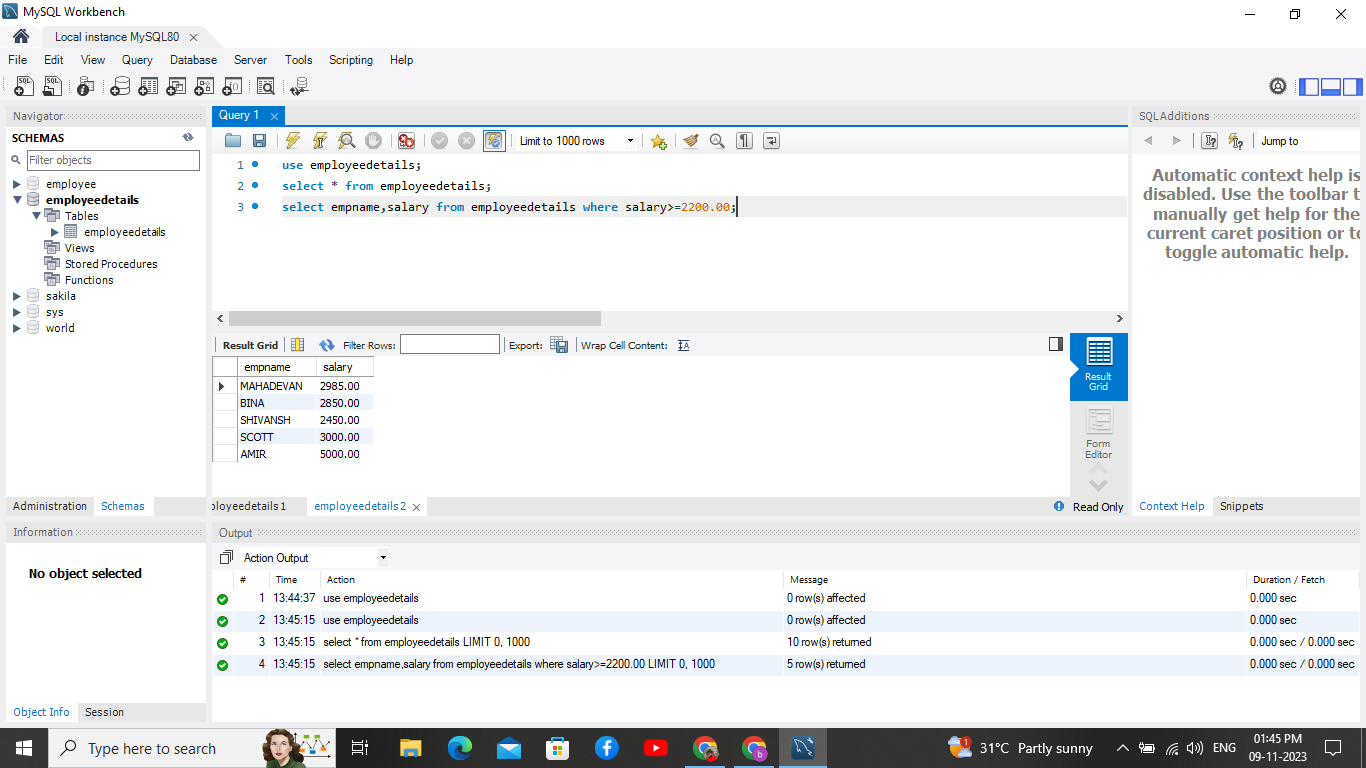 MySQL Workbench
Local instance MySQL80
File Edit View Query Database Server Tools Scripting Help
Navigator
SCHEMAS
Filter objects
employee
employeedetails
Tables
employeedetails
Views
Stored Procedures
Functions
sakila
sys
world
Administration Schemas
Information
No object selected
Object Info Session
Query 1
Limit to 1000 rows
1 use employeedetails;
2 select * from employeedetails;
3 select empname,salary from employeedetails where salary>=2200.00;
Result Grid Filter Rows: Export: Wrap Cell Content:
empname salary
MAHADEVAN 2985.00
BINA 2850.00
SHIVANSH 2450.00
SCOTT 3000.00
AMIR 5000.00
Result
Grid
Form
Editor
ployeedetails1 employeedetails2 Read Only
SQLAdditions
Jump to
Automatic context help is
disabled. Use the toolbar t
manually get help for the
current caret position or to
toggle automatic help.
Context Help Snippets
Output
Action Output
# Time Action Message Duration / Fetch
1 13:44:37 use employeedetails 0 row(s) affected 0.000 sec
2 13:45:15 use employeedetails 0 row(s) affected 0.000 sec
3 13:45:15 select * from employeedetails LIMIT 0, 1000 10 row(s) returned 0.000 sec / 0.000 sec
4 13:45:15 select empname,salary from employeedetails where salary>=2200.00 LIMIT 0, 1000 5 row(s) returned 0.000 sec / 0.000 sec
Type here to search
31°C Partly sunny
ENG
01:45 PM
09-11-2023